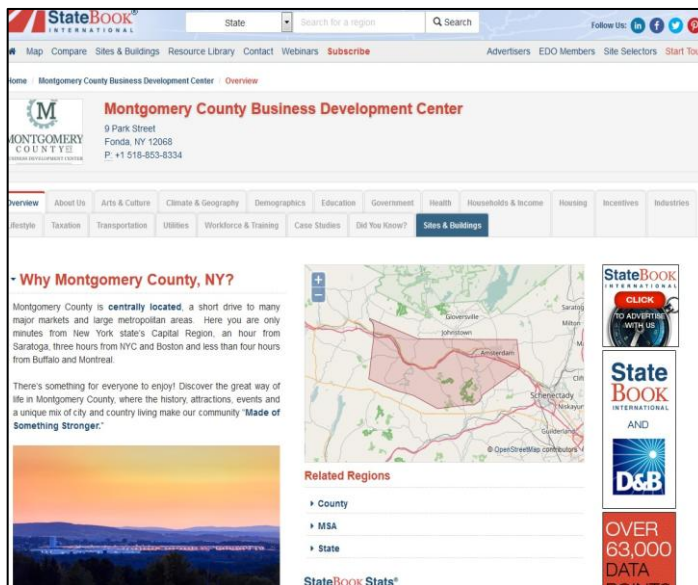 StateBook®
INTERNATIONAL
State
Search for a region
Search
Follow Us:
Map Compare Sites & Buildings Resource Library Contact Webinars Subscribe
Advertisers EDO Members Site Selectors Start Tou
Home / Montgomery County Business Development Center / Overview
M
MONTGOMERY
COUNTY
BUSINESS DEVELOPMENT CENTER
Montgomery County Business Development Center
9 Park Street
Fonda, NY 12068
P: +1 518-853-8334
Overview About Us Arts & Culture Climate & Geography Demographics Education Government Health Households & Income Housing Incentives Industries
Lifestyle Taxation Transportation Utilities Workforce & Training Case Studies Did You Know? Sites & Buildings
Why Montgomery County, NY?
Montgomery County is centrally located, a short drive to many
major markets and large metropolitan areas. Here you are only
minutes from New York state's Capital Region, an hour from
Saratoga, three hours from NYC and Boston and less than four hours
from Buffalo and Montreal.
There's something for everyone to enjoy! Discover the great way of
life in Montgomery County, where the history, attractions, events and
a unique mix of city and country living make our community "Made of
Something Stronger."
+
−
Gloversville
Johnstown
Amsterdam
Saratog
Milton
Schenectady
Niskayun
Guilderland
© OpenStreetMap contributors
Related Regions
County
MSA
State
StateBook Stats®
StateBook
INTERNATIONAL
CLICK
TO ADVERTISE
WITH US
State
Book
INTERNATIONAL
AND
D&B
OVER
63,000
DATA
POINTS